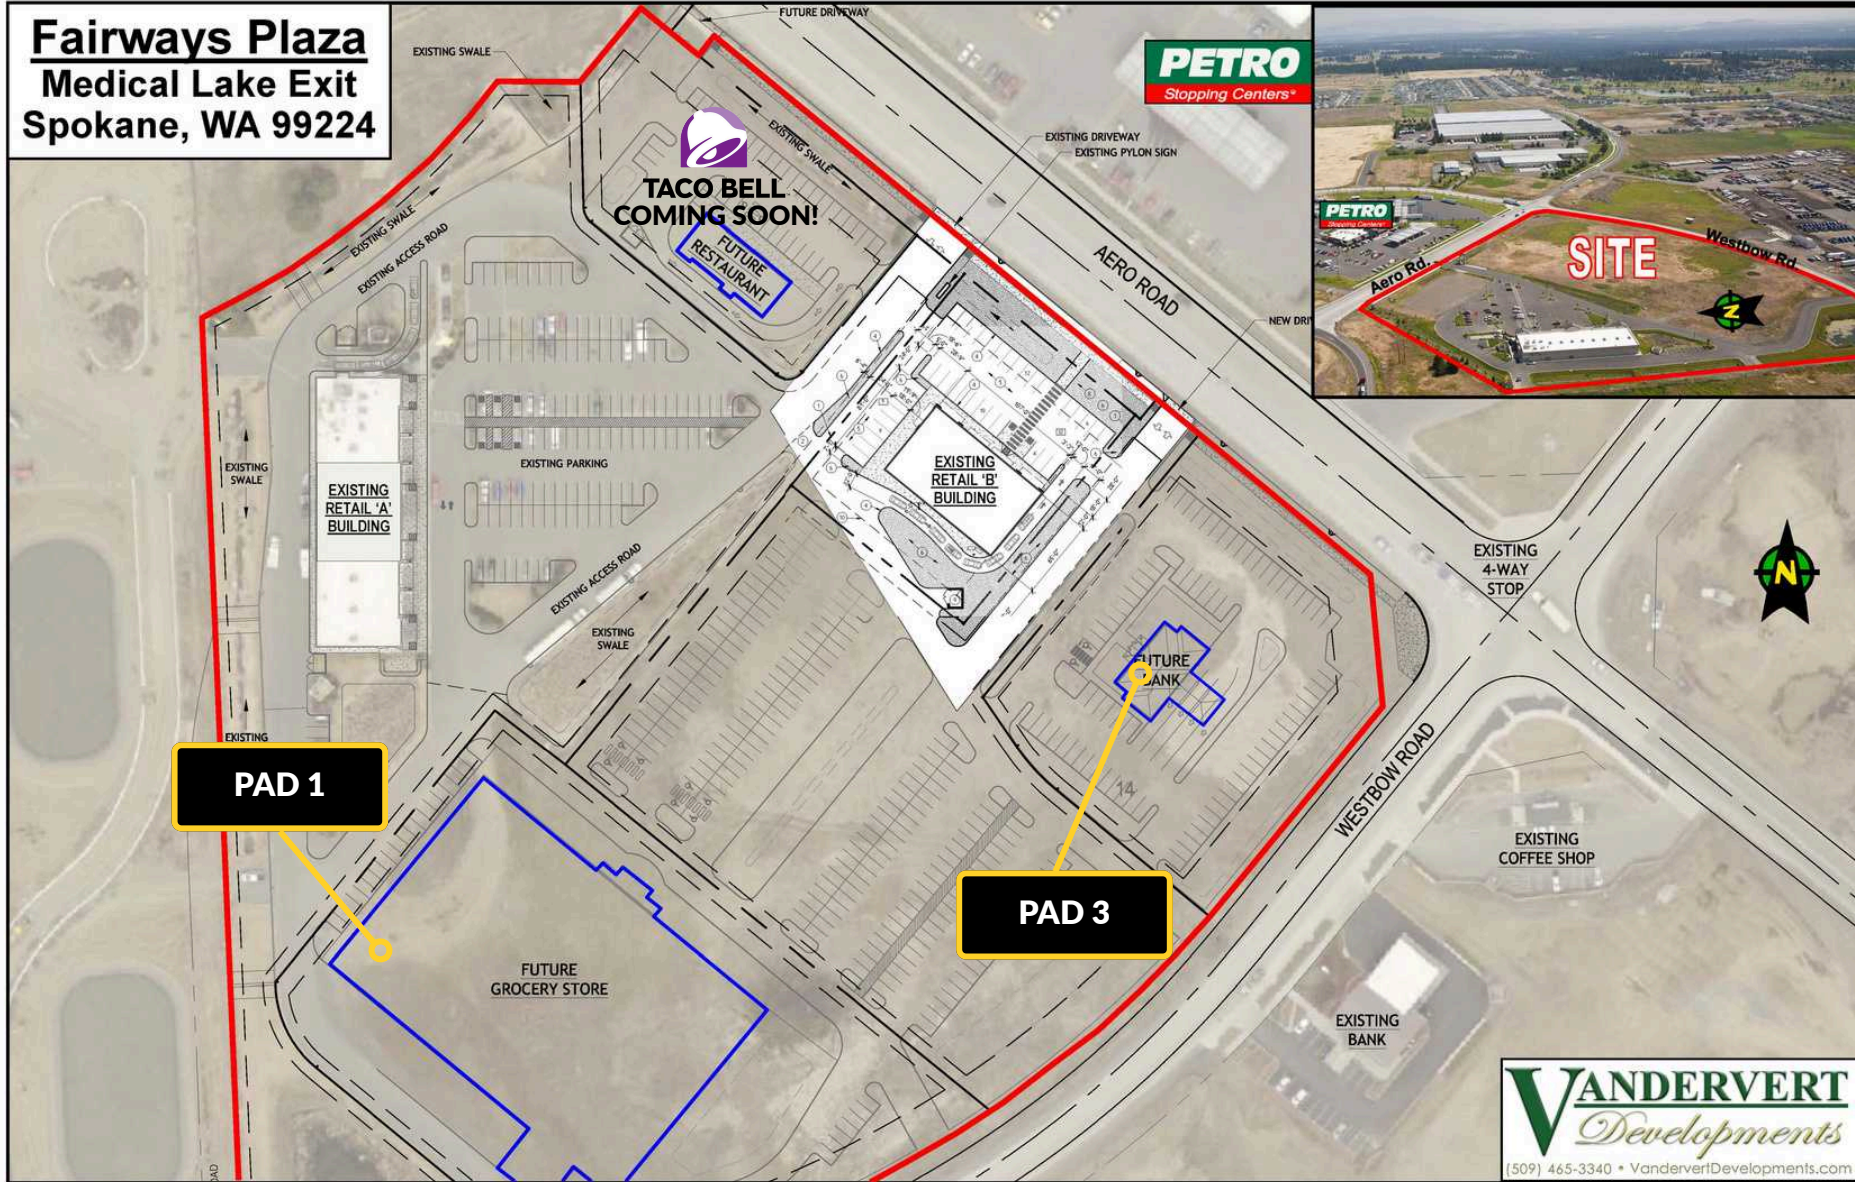 Fairways Plaza
Medical Lake Exit
Spokane, WA 99224
EXISTING SWALE
FUTURE DRIVEWAY
PETRO
Stopping Centers
TACO BELL
COMING SOON!
EXISTING SWALE
EXISTING DRIVEWAY
EXISTING PYLON SIGN
FUTURE
RESTAURANT
EXISTING SWALE
EXISTING ACCESS ROAD
AERO ROAD
NEW DRI
PETRO
Stopping Centers
SITE
Aero Rd.
Westbow Rd.
N
EXISTING
SWALE
EXISTING PARKING
EXISTING
RETAIL 'A'
BUILDING
EXISTING
RETAIL 'B'
BUILDING
EXISTING
4-WAY
STOP
N
EXISTING ACCESS ROAD
EXISTING
SWALE
FUTURE
BANK
EXISTING
PAD 1
14
WESTBOW ROAD
EXISTING
COFFEE SHOP
PAD 3
FUTURE
GROCERY STORE
EXISTING
BANK
OAD
VANDERVERT
Developments
(509) 465-3340 • VandervertDevelopments.com